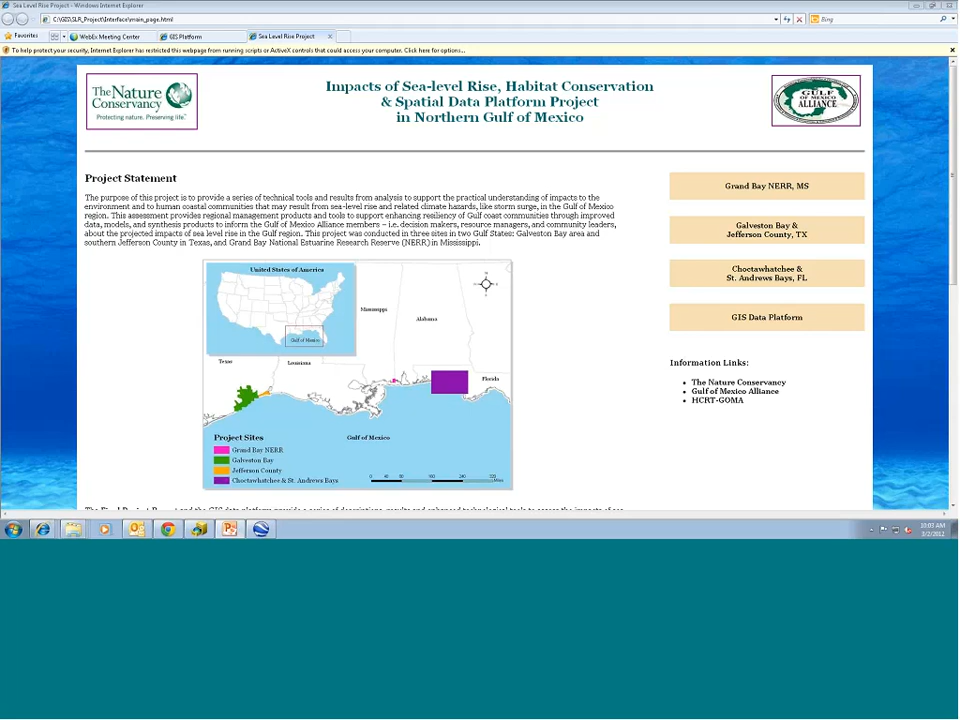 Sea Level Rise Project - Windows Internet Explorer
C:\GIS\SLR_Project\Interface\main_page.html
Bing
Favorites
WebEx Meeting Center
GIS Platform
Sea Level Rise Project
To help protect your security, Internet Explorer has restricted this webpage from running scripts or ActiveX controls that could access your computer. Click here for options...
The Nature
Conservancy
Protecting nature. Preserving life.™
Impacts of Sea-level Rise, Habitat Conservation
& Spatial Data Platform Project
in Northern Gulf of Mexico
GULF
OF MEXICO
ALLIANCE
Project Statement
The purpose of this project is to provide a series of technical tools and results from analysis to support the practical understanding of impacts to the
environment and to human coastal communities that may result from sea-level rise and related climate hazards, like storm surge, in the Gulf of Mexico
region. This assessment provides regional management products and tools to support enhancing resiliency of Gulf coast communities through improved
data, models, and synthesis products to inform the Gulf of Mexico Alliance members – i.e. decision makers, resource managers, and community leaders,
about the projected impacts of sea level rise in the Gulf region. This project was conducted in three sites in two Gulf States: Galveston Bay area and
southern Jefferson County in Texas, and Grand Bay National Estuarine Research Reserve (NERR) in Mississippi.
Grand Bay NERR, MS
Galveston Bay &
Jefferson County, TX
Choctawhatchee &
St. Andrews Bays, FL
GIS Data Platform
Information Links:
The Nature Conservancy
Gulf of Mexico Alliance
HCRT-GOMA
United States of America
Gulf of Mexico
N
Mississippi
Alabama
Texas
Louisiana
Florida
Project Sites
Gulf of Mexico
Grand Bay NERR
Galveston Bay
Jefferson County
Choctawhatchee & St. Andrews Bays
0 40 80 160 240 320
Miles
10:03 AM
3/2/2012